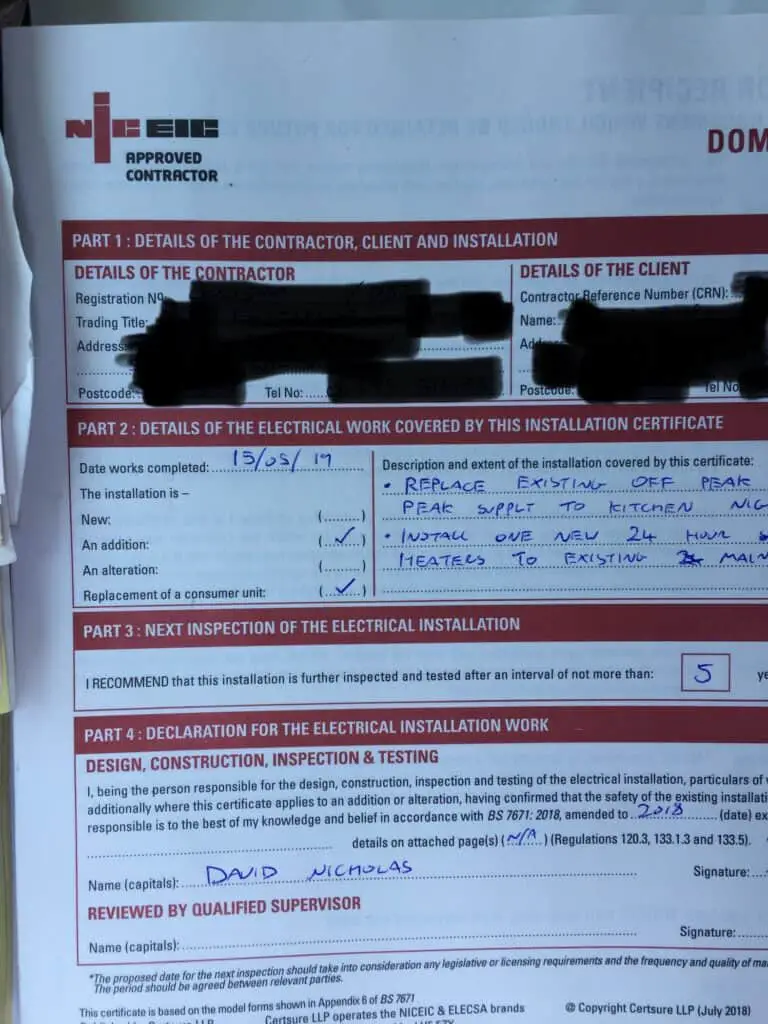 NICEIC
APPROVED
CONTRACTOR
DOM
PART 1 : DETAILS OF THE CONTRACTOR, CLIENT AND INSTALLATION
DETAILS OF THE CONTRACTOR
Registration Nº:
Trading Title:
Address:
Postcode: Tel No:
DETAILS OF THE CLIENT
Contractor Reference Number (CRN):
Name:
Postcode: Tel No
PART 2 : DETAILS OF THE ELECTRICAL WORK COVERED BY THIS INSTALLATION CERTIFICATE
Date works completed: 15/05/19
The installation is –
New: (........)
An addition: (..✓..)
An alteration: (........)
Replacement of a consumer unit: (..✓..)
Description and extent of the installation covered by this certificate:
• REPLACE EXISTING OFF PEAK
PEAK SUPPLY TO KITCHEN NIG
• INSTALL ONE NEW 24 HOUR
HEATERS TO EXISTING MAIN
PART 3 : NEXT INSPECTION OF THE ELECTRICAL INSTALLATION
I RECOMMEND that this installation is further inspected and tested after an interval of not more than: 5 ye
PART 4 : DECLARATION FOR THE ELECTRICAL INSTALLATION WORK
DESIGN, CONSTRUCTION, INSPECTION & TESTING
I, being the person responsible for the design, construction, inspection and testing of the electrical installation, particulars of
additionally where this certificate applies to an addition or alteration, having confirmed that the safety of the existing installati
responsible is to the best of my knowledge and belief in accordance with BS 7671: 2018, amended to 2018 (date) ex
details on attached page(s) (N/A) (Regulations 120.3, 133.1.3 and 133.5).
Name (capitals): DAVID NICHOLAS Signature:
REVIEWED BY QUALIFIED SUPERVISOR
Name (capitals): Signature:
*The proposed date for the next inspection should take into consideration any legislative or licensing requirements and the frequency and quality of mai
The period should be agreed between relevant parties.
This certificate is based on the model forms shown in Appendix 6 of BS 7671
Certsure LLP operates the NICEIC & ELECSA brands
@ Copyright Certsure LLP (July 2018)